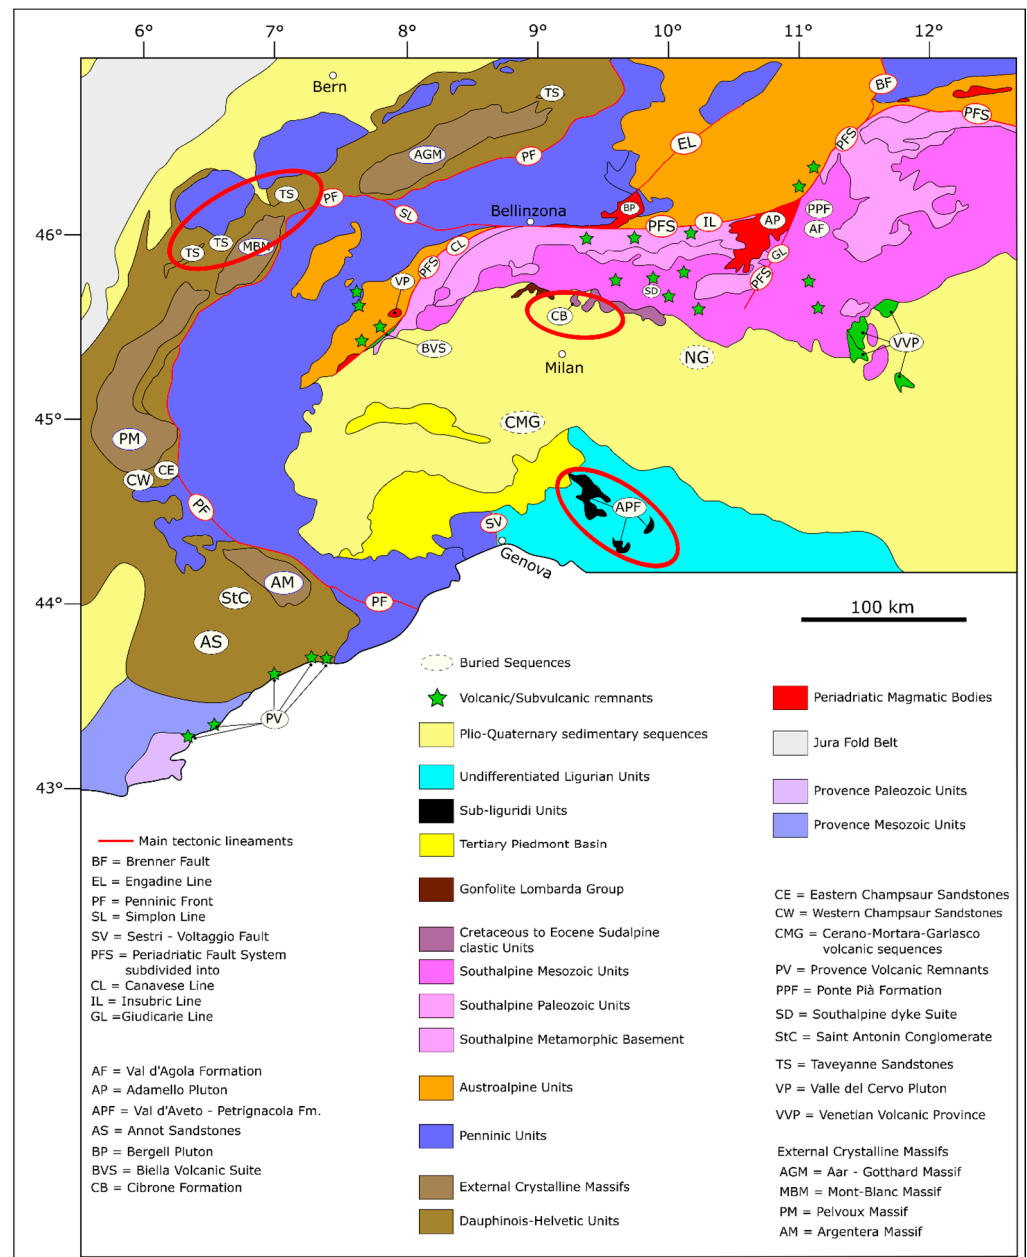 6° 7° 8° 9° 10° 11° 12°
Bern
TS
BF
PFS
EL
PFS
AGM
PF
TS
PF
SL
Bellinzona
BP
PPF
46°
TS
TS
MBM
CL
PFS
IL
AP
AF
PFS
GL
VP
SD
PFS
CB
BVS
Milan
NG
VVP
45°
PM
CMG
CW
CE
PF
APF
SV
Genova
AM
StC
PF
44°
100 km
AS
PV
43°
Buried Sequences
Volcanic/Subvulcanic remnants
Plio-Quaternary sedimentary sequences
Undifferentiated Ligurian Units
Sub-liguridi Units
Tertiary Piedmont Basin
Gonfolite Lombarda Group
Cretaceous to Eocene Sudalpine
clastic Units
Southalpine Mesozoic Units
Southalpine Paleozoic Units
Southalpine Metamorphic Basement
Austroalpine Units
Penninic Units
External Crystalline Massifs
Dauphinois-Helvetic Units
Periadriatic Magmatic Bodies
Jura Fold Belt
Provence Paleozoic Units
Provence Mesozoic Units
Main tectonic lineaments
BF = Brenner Fault
EL = Engadine Line
PF = Penninic Front
SL = Simplon Line
SV = Sestri - Voltaggio Fault
PFS = Periadriatic Fault System
subdivided into
CL = Canavese Line
IL = Insubric Line
GL =Giudicarie Line
AF = Val d'Agola Formation
AP = Adamello Pluton
APF = Val d'Aveto - Petrignacola Fm.
AS = Annot Sandstones
BP = Bergell Pluton
BVS = Biella Volcanic Suite
CB = Cibrone Formation
CE = Eastern Champsaur Sandstones
CW = Western Champsaur Sandstones
CMG = Cerano-Mortara-Garlasco
volcanic sequences
PV = Provence Volcanic Remnants
PPF = Ponte Pià Formation
SD = Southalpine dyke Suite
StC = Saint Antonin Conglomerate
TS = Taveyanne Sandstones
VP = Valle del Cervo Pluton
VVP = Venetian Volcanic Province
External Crystalline Massifs
AGM = Aar - Gotthard Massif
MBM = Mont-Blanc Massif
PM = Pelvoux Massif
AM = Argentera Massif